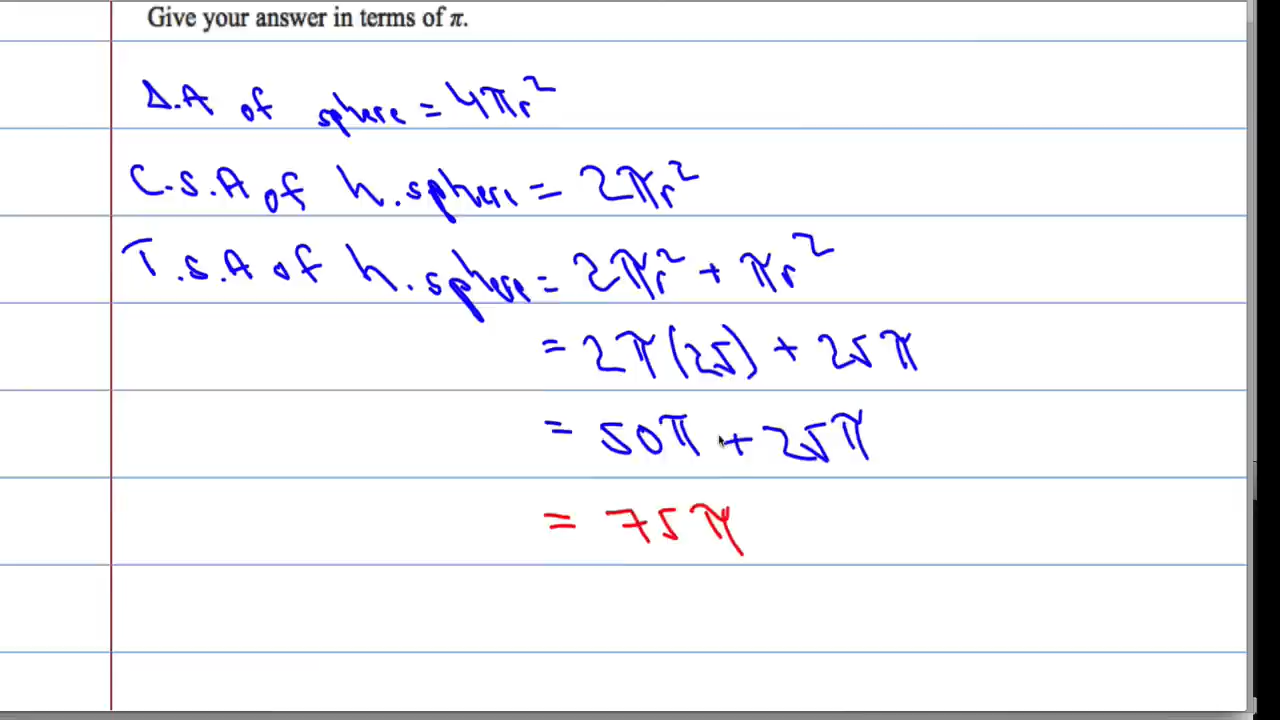 Give your answer in terms of π.
S.A of sphere = 4πr²
C.S.A of h.sphere = 2πr²
T.S.A of h.sphere = 2πr² + πr²
= 2π(25) + 25π
= 50π + 25π
= 75π